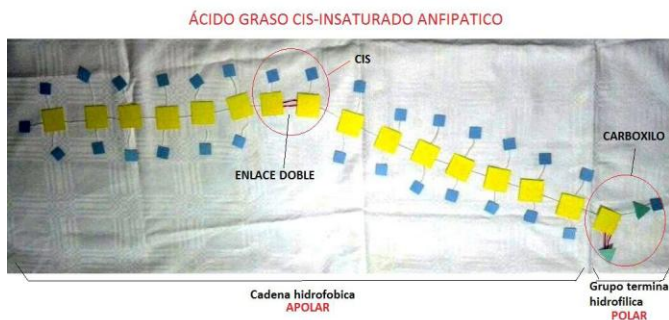 ÁCIDO GRASO CIS-INSATURADO ANFIPATICO
CIS
CARBOXILO
ENLACE DOBLE
Cadena hidrofobica
APOLAR
Grupo termina
hidrofilica
POLAR